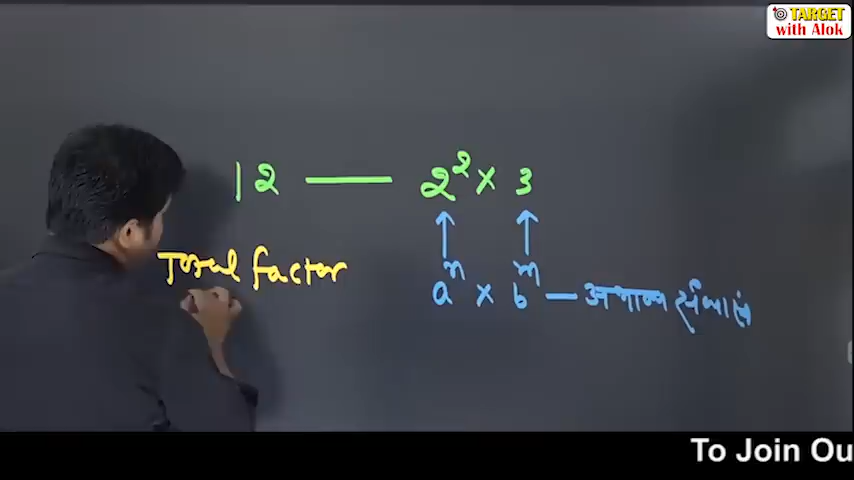 TARGET
with Alok
12 — 2² × 3
Total factor
aⁿ × bᵐ — अभाज्य संख्याएं
To Join Ou